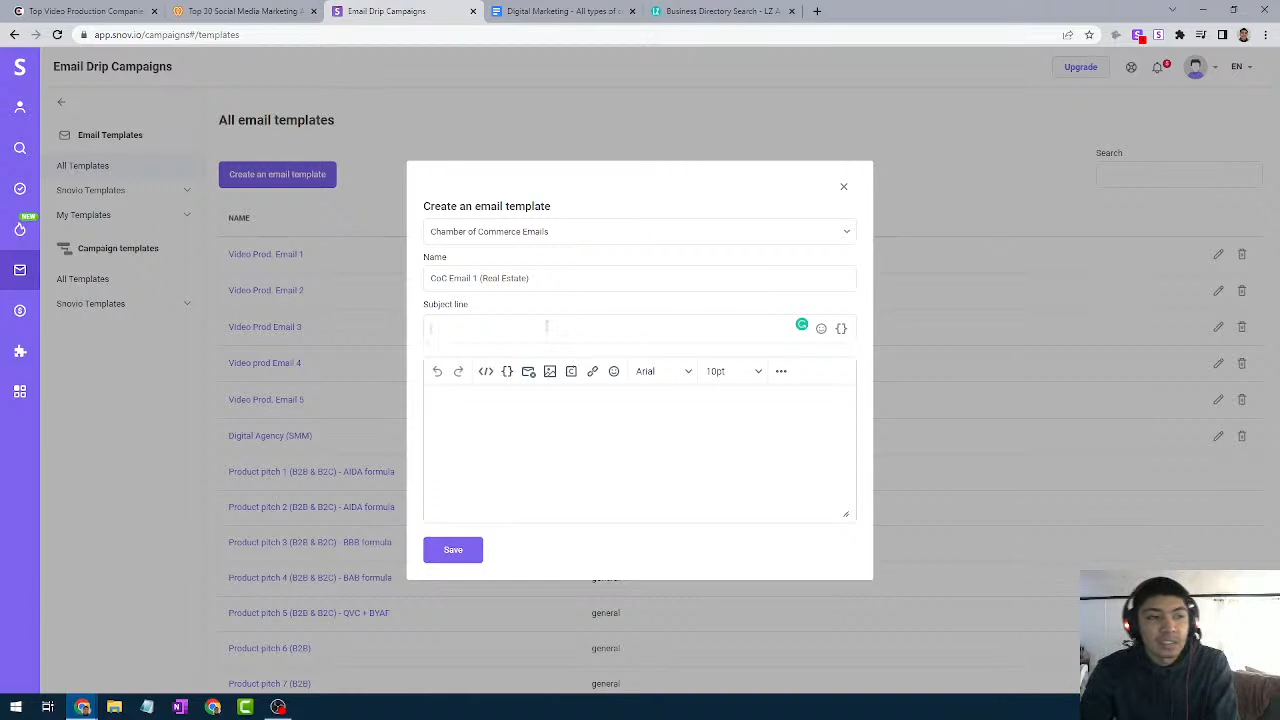 Top Video Production Companie
Top 30 Social Media Marketing A
Email Drip Campaigns
Digital Marketing - All types of c
Business Directory Search - LZ A
app.snov.io/campaigns#/templates
S
Email Drip Campaigns
Upgrade
5
EN
Email Templates
All Templates
Snovio Templates
My Templates
Campaign templates
All Templates
Snovio Templates
NEW
All email templates
Create an email template
Search
NAME
Video Prod. Email 1
Video Prod. Email 2
Video Prod Email 3
Video prod Email 4
Video Prod. Email 5
Digital Agency (SMM)
Product pitch 1 (B2B & B2C) - AIDA formula
Product pitch 2 (B2B & B2C) - AIDA formula
Product pitch 3 (B2B & B2C) - BBB formula
Product pitch 4 (B2B & B2C) - BAB formula
general
Product pitch 5 (B2B & B2C) - QVC + BYAF
general
Product pitch 6 (B2B)
general
Product pitch 7 (B2B)
general
Create an email template
Chamber of Commerce Emails
Name
CoC Email 1 (Real Estate)
Subject line
Arial
10pt
Save